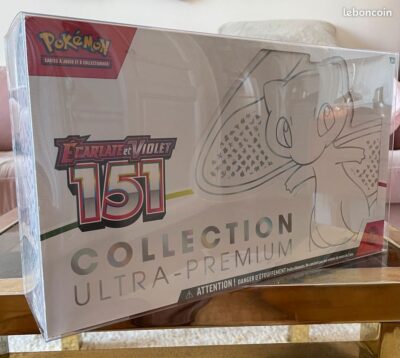 leboncoin
Pokémon
CARTES À JOUER ET À COLLECTIONNER
ÉCARLATE et VIOLET
151
COLLECTION
ULTRA-PREMIUM
ATTENTION ! DANGER D'ÉTOUFFEMENT